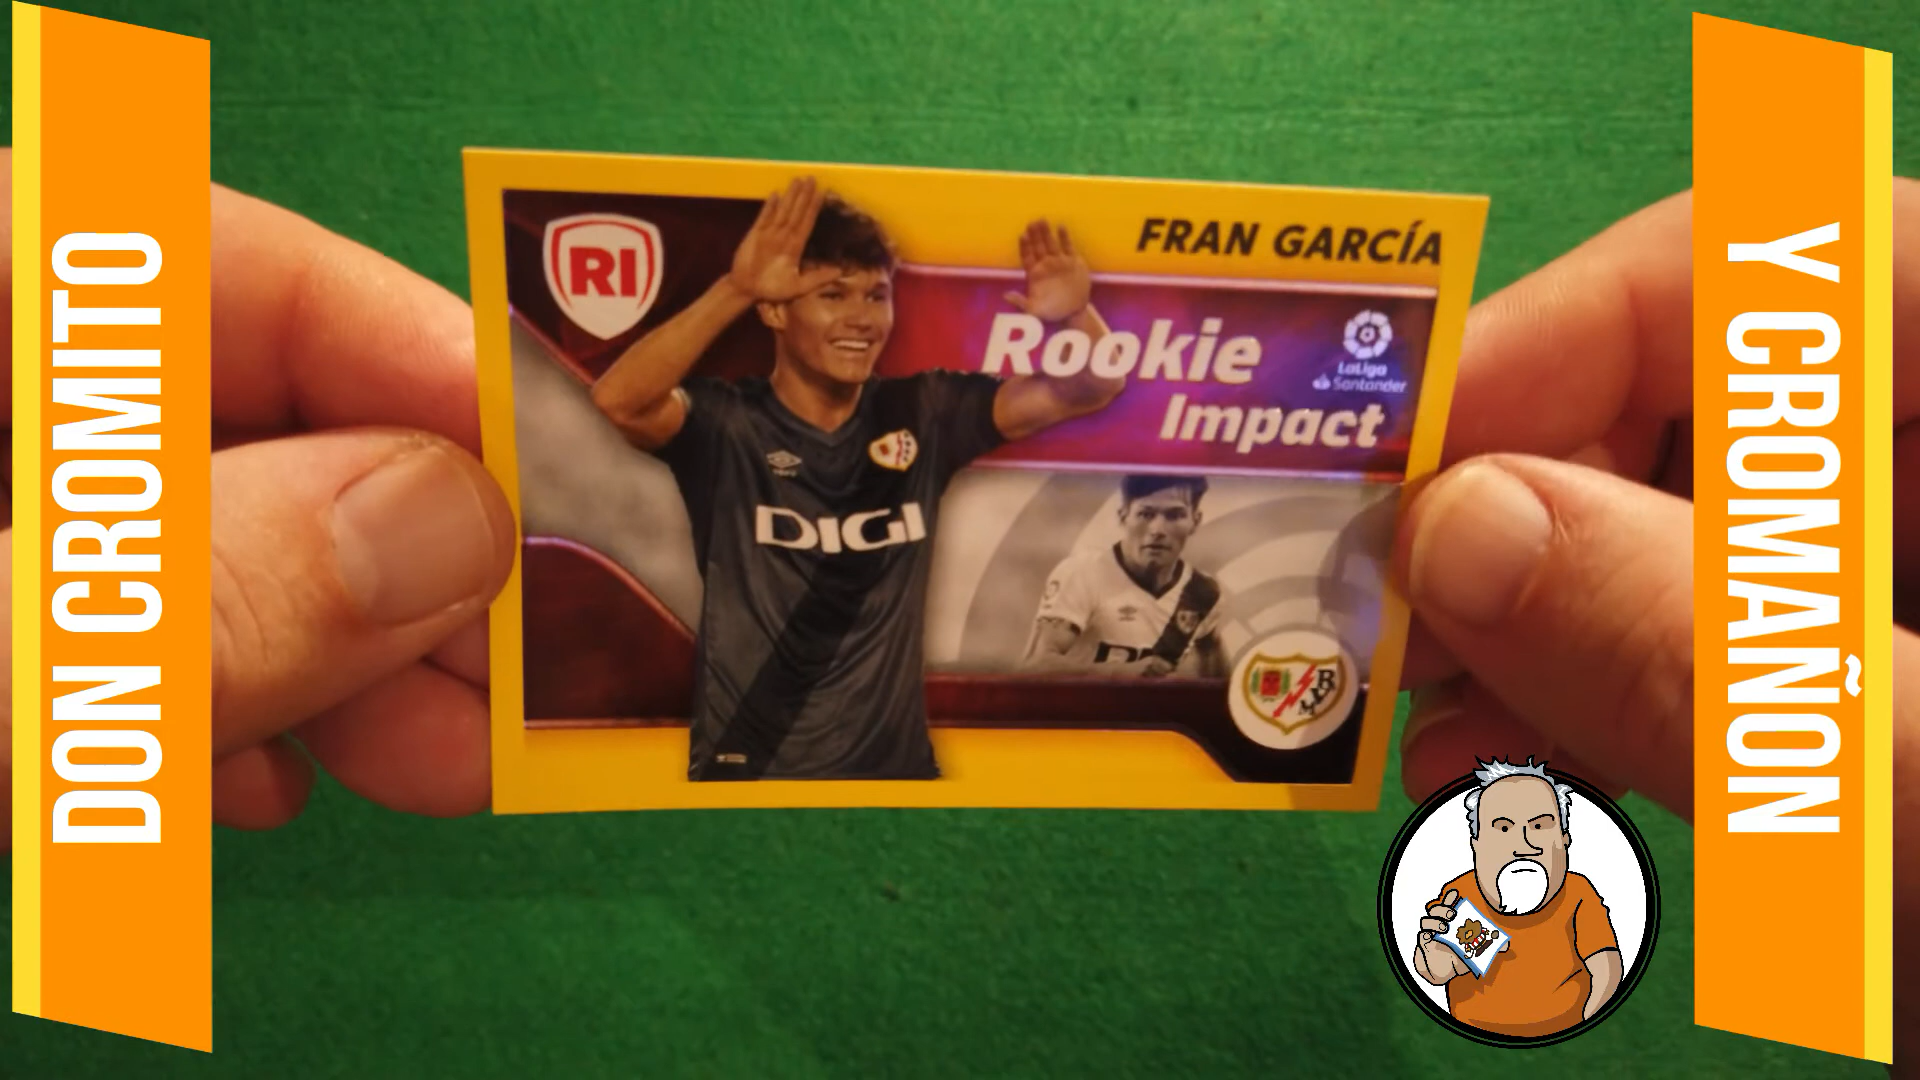 DON CROMITO
RI
FRAN GARCÍA
Rookie
Impact
LaLiga
Santander
DIGI
Y CROMAÑON